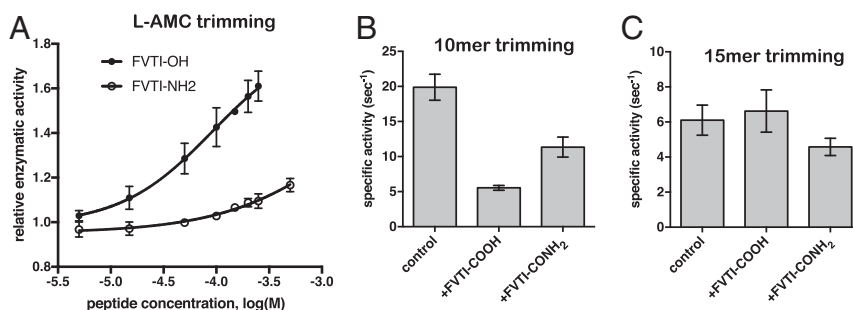 A
L-AMC trimming
FVTI-OH
FVTI-NH2
relative enzymatic activity
1.8
1.6
1.4
1.2
1.0
0.8
-5.5
-5.0
-4.5
-4.0
-3.5
-3.0
peptide concentration, log(M)
B
10mer trimming
specific activity (sec⁻¹)
25
20
15
10
5
0
control
+FVTI-COOH
+FVTI-CONH₂
C
15mer trimming
specific activity (sec⁻¹)
10
8
6
4
2
0
control
+FVTI-COOH
+FVTI-CONH₂